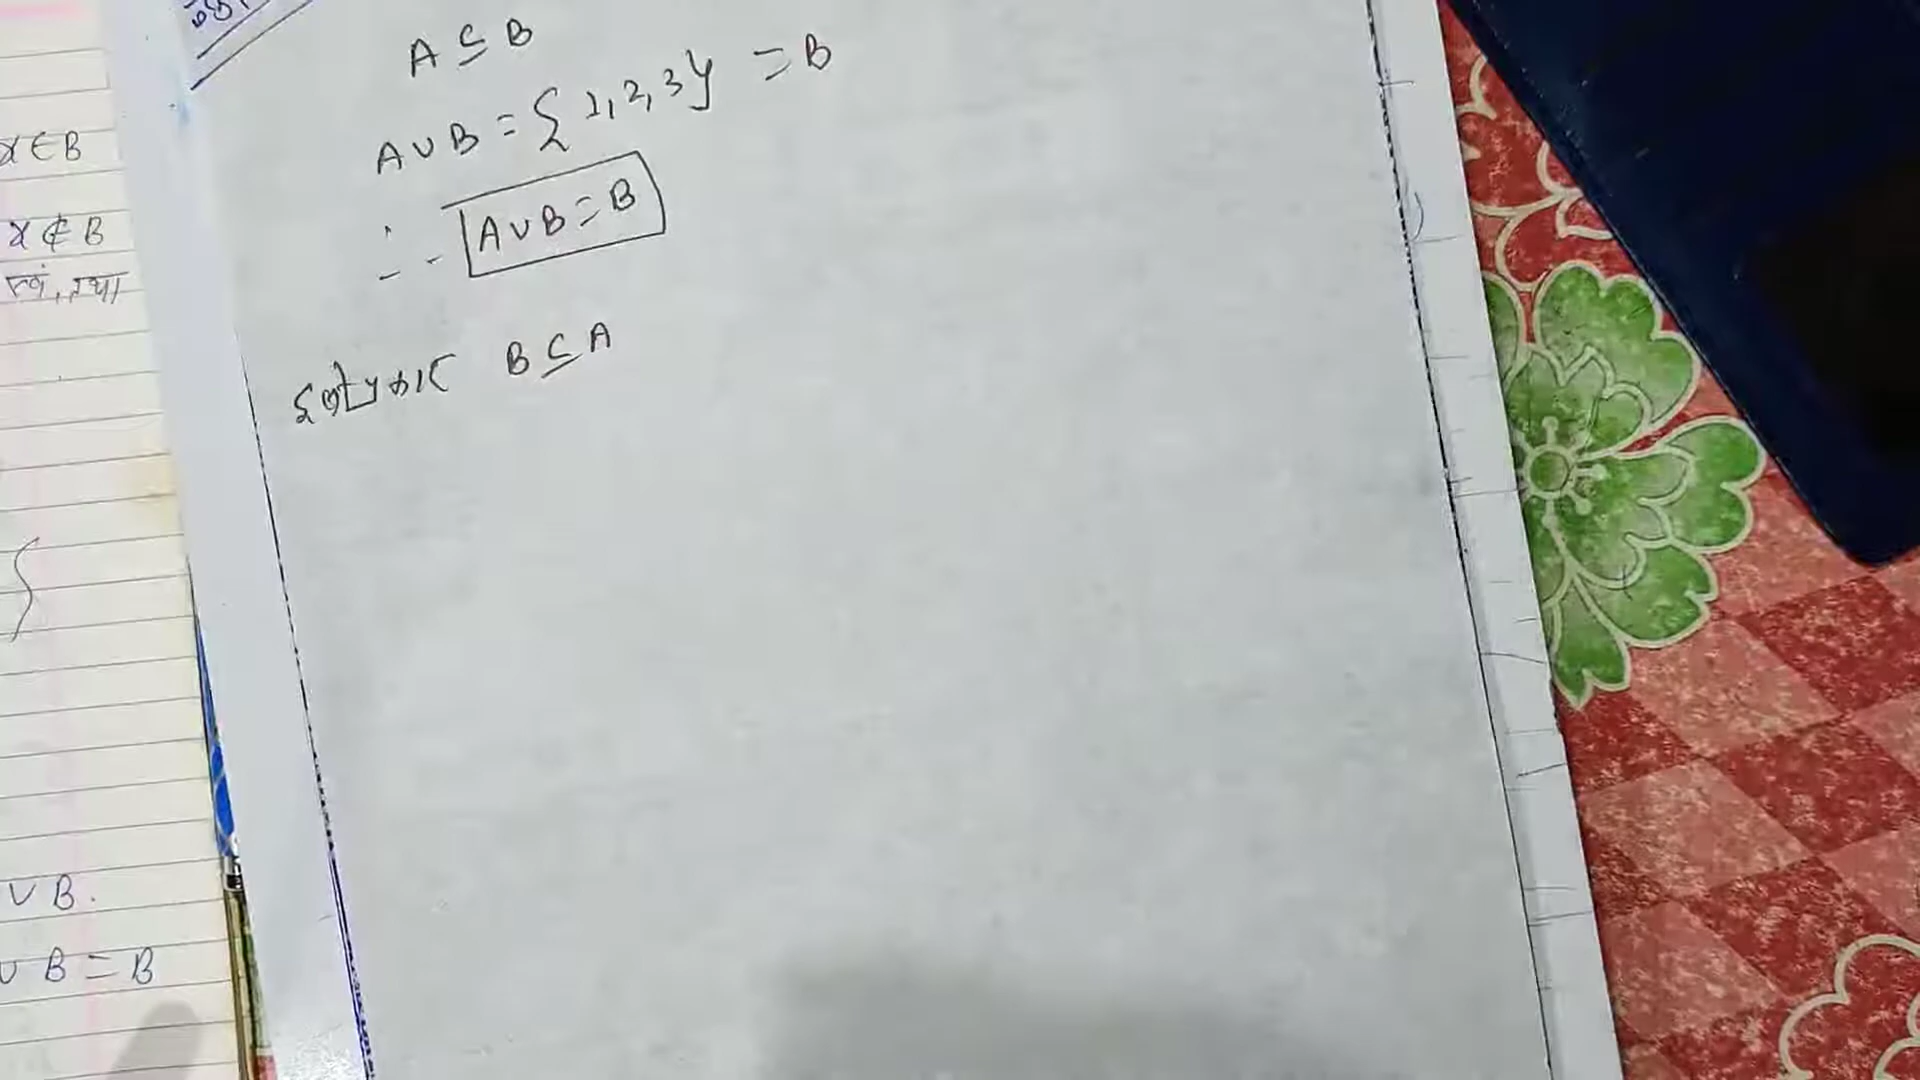 A ⊆ B
A ∪ B = { 1, 2, 3 } = B
∴ A ∪ B = B
B ⊆ A
x ∈ B
x ∉ B
∪ B.
∪ B = B